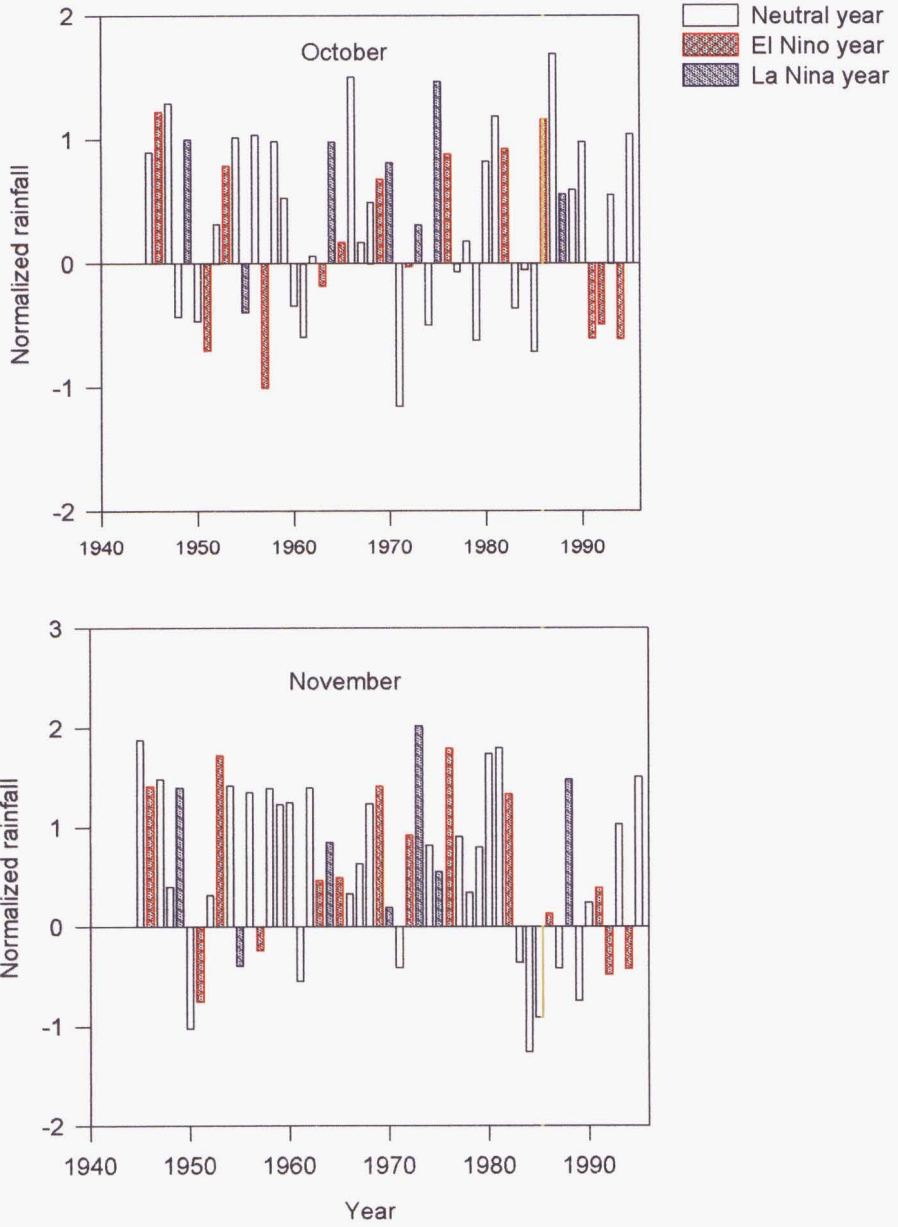 Neutral year
El Nino year
La Nina year
October
Normalized rainfall
2
1
0
-1
-2
1940 1950 1960 1970 1980 1990
November
Normalized rainfall
3
2
1
0
-1
-2
1940 1950 1960 1970 1980 1990
Year